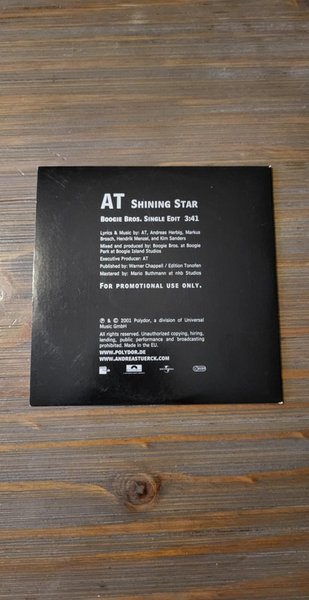 AT SHINING STAR
BOOGIE BROS. SINGLE EDIT 3:41
Lyrics & Music by: AT, Andreas Herbig, Markus
Brosch, Hendrik Menzel, and Kim Sanders
Mixed and produced by: Boogie Bros. at Boogie
Park at Boogie Island Studios
Executive Producer: AT
Published by: Warner Chappell / Edition Tonofen
Mastered by: Mario Buthmann at nhb Studios
FOR PROMOTIONAL USE ONLY.
℗ & © 2001 Polydor, a division of Universal
Music GmbH
All rights reserved. Unauthorized copying, hiring,
lending, public performance and broadcasting
prohibited. Made in the EU.
WWW.POLYDOR.DE
WWW.ANDREASTUERCK.COM